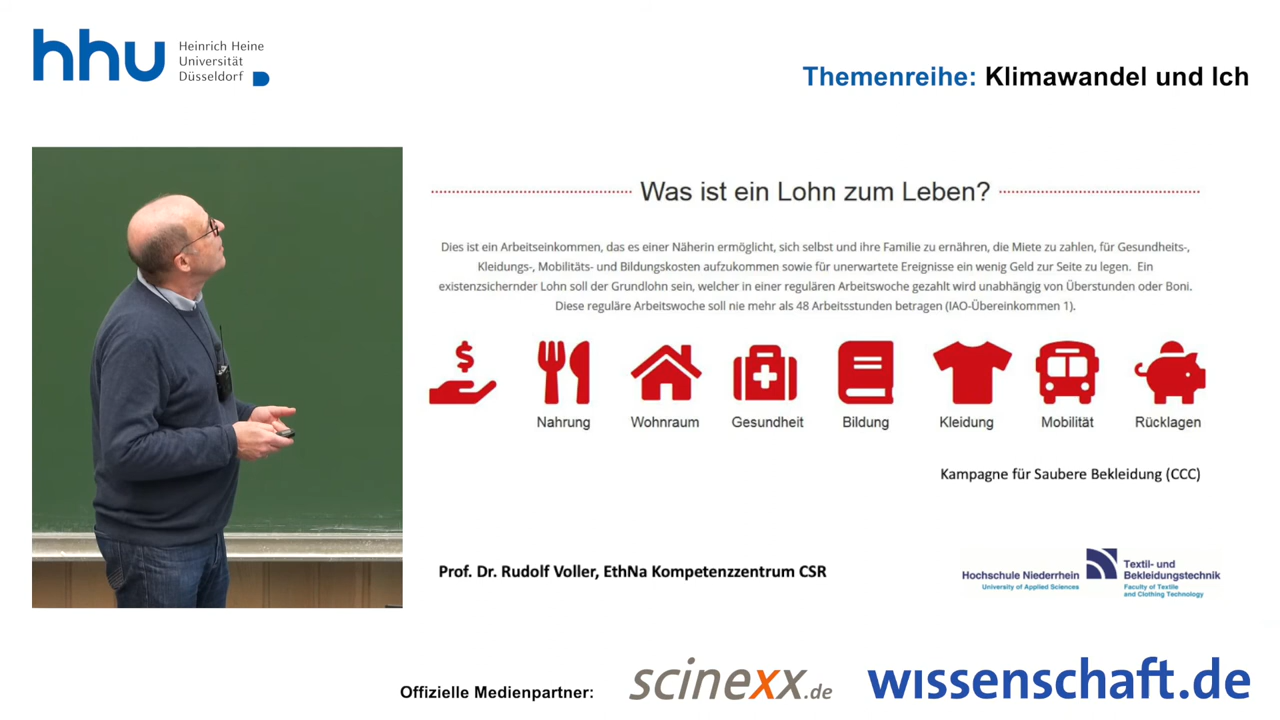 hhu Heinrich Heine
Universität
Düsseldorf
Themenreihe: Klimawandel und Ich
Was ist ein Lohn zum Leben?
Dies ist ein Arbeitseinkommen, das es einer Näherin ermöglicht, sich selbst und ihre Familie zu ernähren, die Miete zu zahlen, für Gesundheits-,
Kleidungs-, Mobilitäts- und Bildungskosten aufzukommen sowie für unerwartete Ereignisse ein wenig Geld zur Seite zu legen. Ein
existenzsichernder Lohn soll der Grundlohn sein, welcher in einer regulären Arbeitswoche gezahlt wird unabhängig von Überstunden oder Boni.
Diese reguläre Arbeitswoche soll nie mehr als 48 Arbeitsstunden betragen (IAO-Übereinkommen 1).
$
Nahrung Wohnraum Gesundheit Bildung Kleidung Mobilität Rücklagen
Kampagne für Saubere Bekleidung (CCC)
Prof. Dr. Rudolf Voller, EthNa Kompetenzzentrum CSR
Hochschule Niederrhein
University of Applied Sciences
Textil- und
Bekleidungstechnik
Faculty of Textile
and Clothing Technology
Offizielle Medienpartner: scinexx.de wissenschaft.de